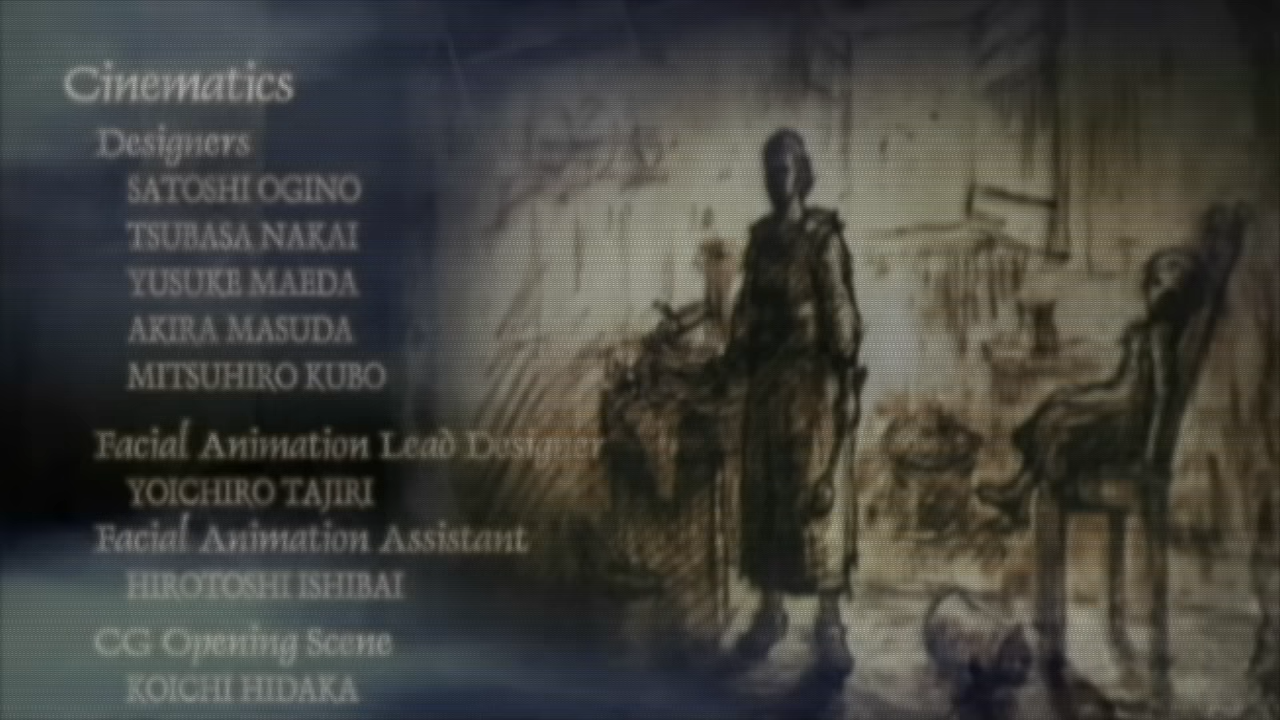 Cinematics
Designers
SATOSHI OGINO
TSUBASA NAKAI
YUSUKE MAEDA
AKIRA MASUDA
MITSUHIRO KUBO
Facial Animation Lead Designer
YOICHIRO TAJIRI
Facial Animation Assistant
HIROTOSHI ISHIBAI
CG Opening Scene
KOICHI HIDAKA